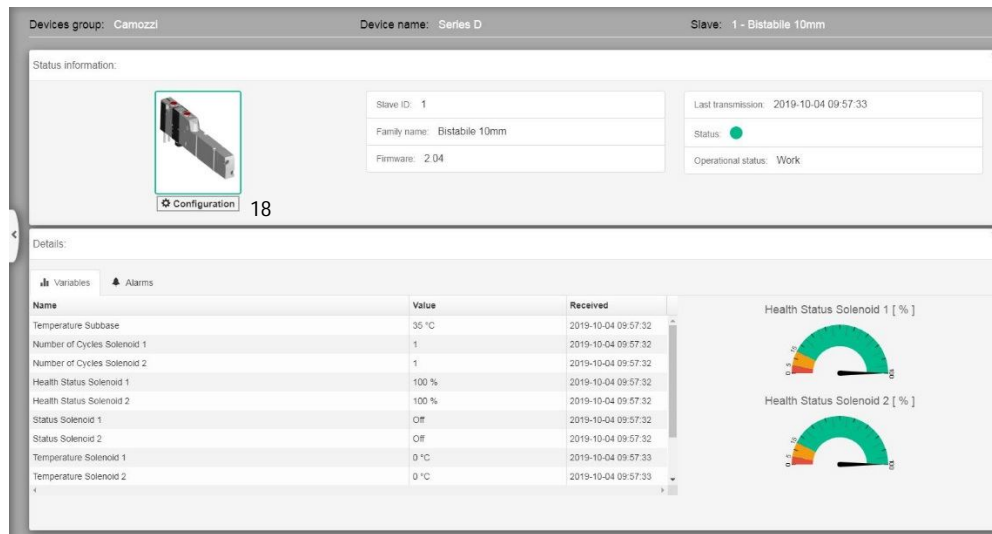 Devices group: Camozzi Device name: Series D Slave: 1 - Bistabile 10mm
Status information:
Slave ID: 1
Family name: Bistabile 10mm
Firmware: 2.04
Last transmission: 2019-10-04 09:57:33
Status:
Operational status: Work
Configuration 18
Details:
Variables Alarms
Name Value Received
Temperature Subbase 35 °C 2019-10-04 09:57:32
Number of Cycles Solenoid 1 1 2019-10-04 09:57:32
Number of Cycles Solenoid 2 1 2019-10-04 09:57:32
Health Status Solenoid 1 100 % 2019-10-04 09:57:32
Health Status Solenoid 2 100 % 2019-10-04 09:57:32
Status Solenoid 1 Off 2019-10-04 09:57:32
Status Solenoid 2 Off 2019-10-04 09:57:32
Temperature Solenoid 1 0 °C 2019-10-04 09:57:33
Temperature Solenoid 2 0 °C 2019-10-04 09:57:33
Health Status Solenoid 1 [ % ]
0 5
Health Status Solenoid 2 [ % ]
0 5